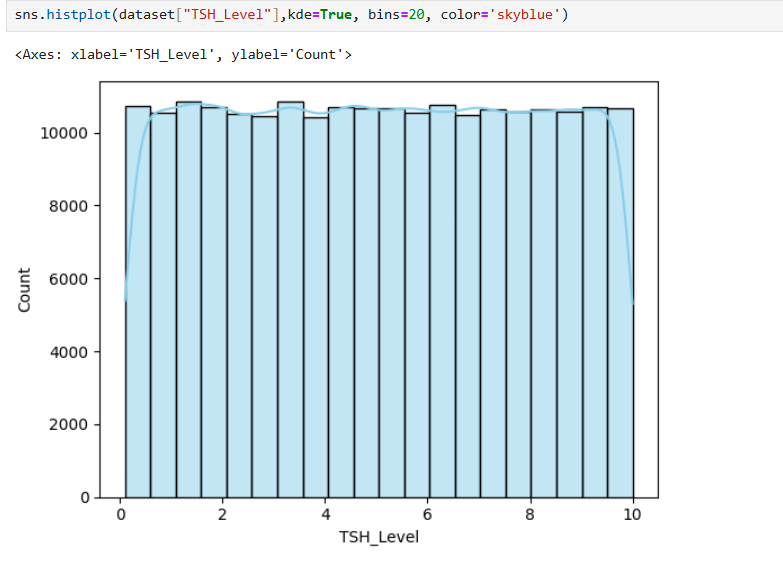 sns.histplot(dataset["TSH_Level"],kde=True, bins=20, color='skyblue')
<Axes: xlabel='TSH_Level', ylabel='Count'>
10000
8000
6000
4000
2000
0
Count
0 2 4 6 8 10
TSH_Level